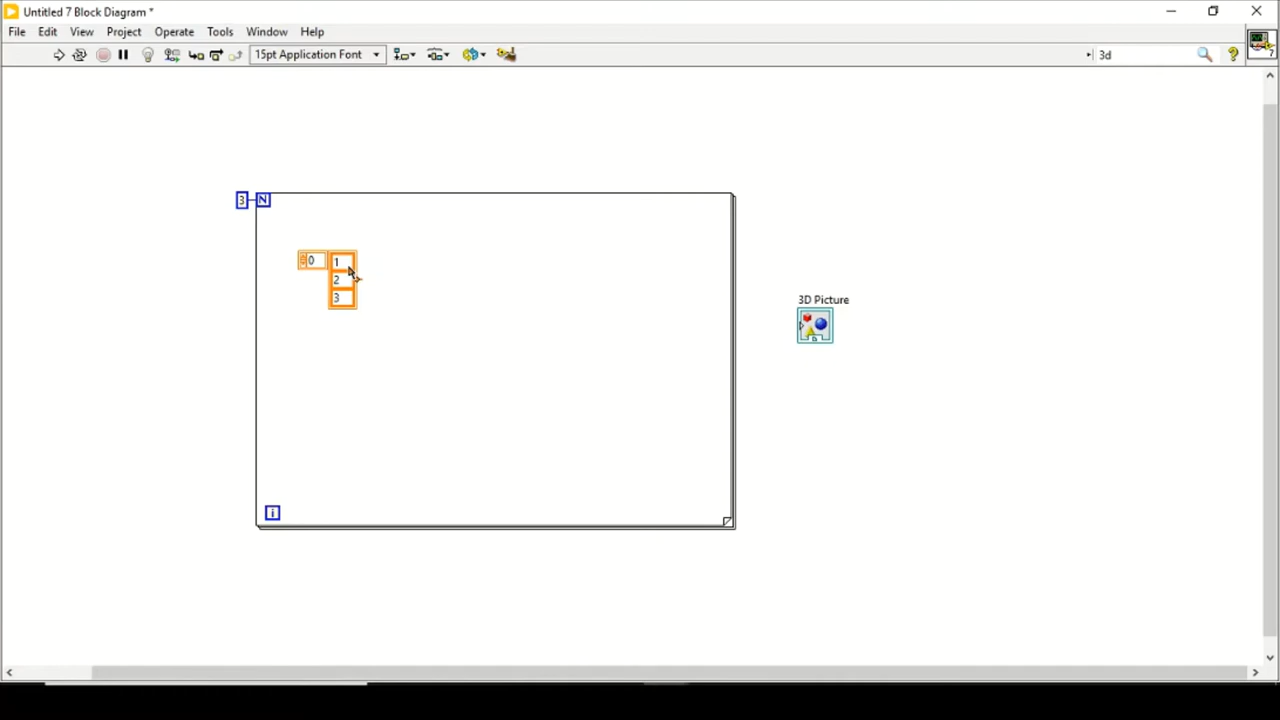 Untitled 7 Block Diagram *
File Edit View Project Operate Tools Window Help
15pt Application Font 3d ?
7
3 N
0 1
2
3
3D Picture
i